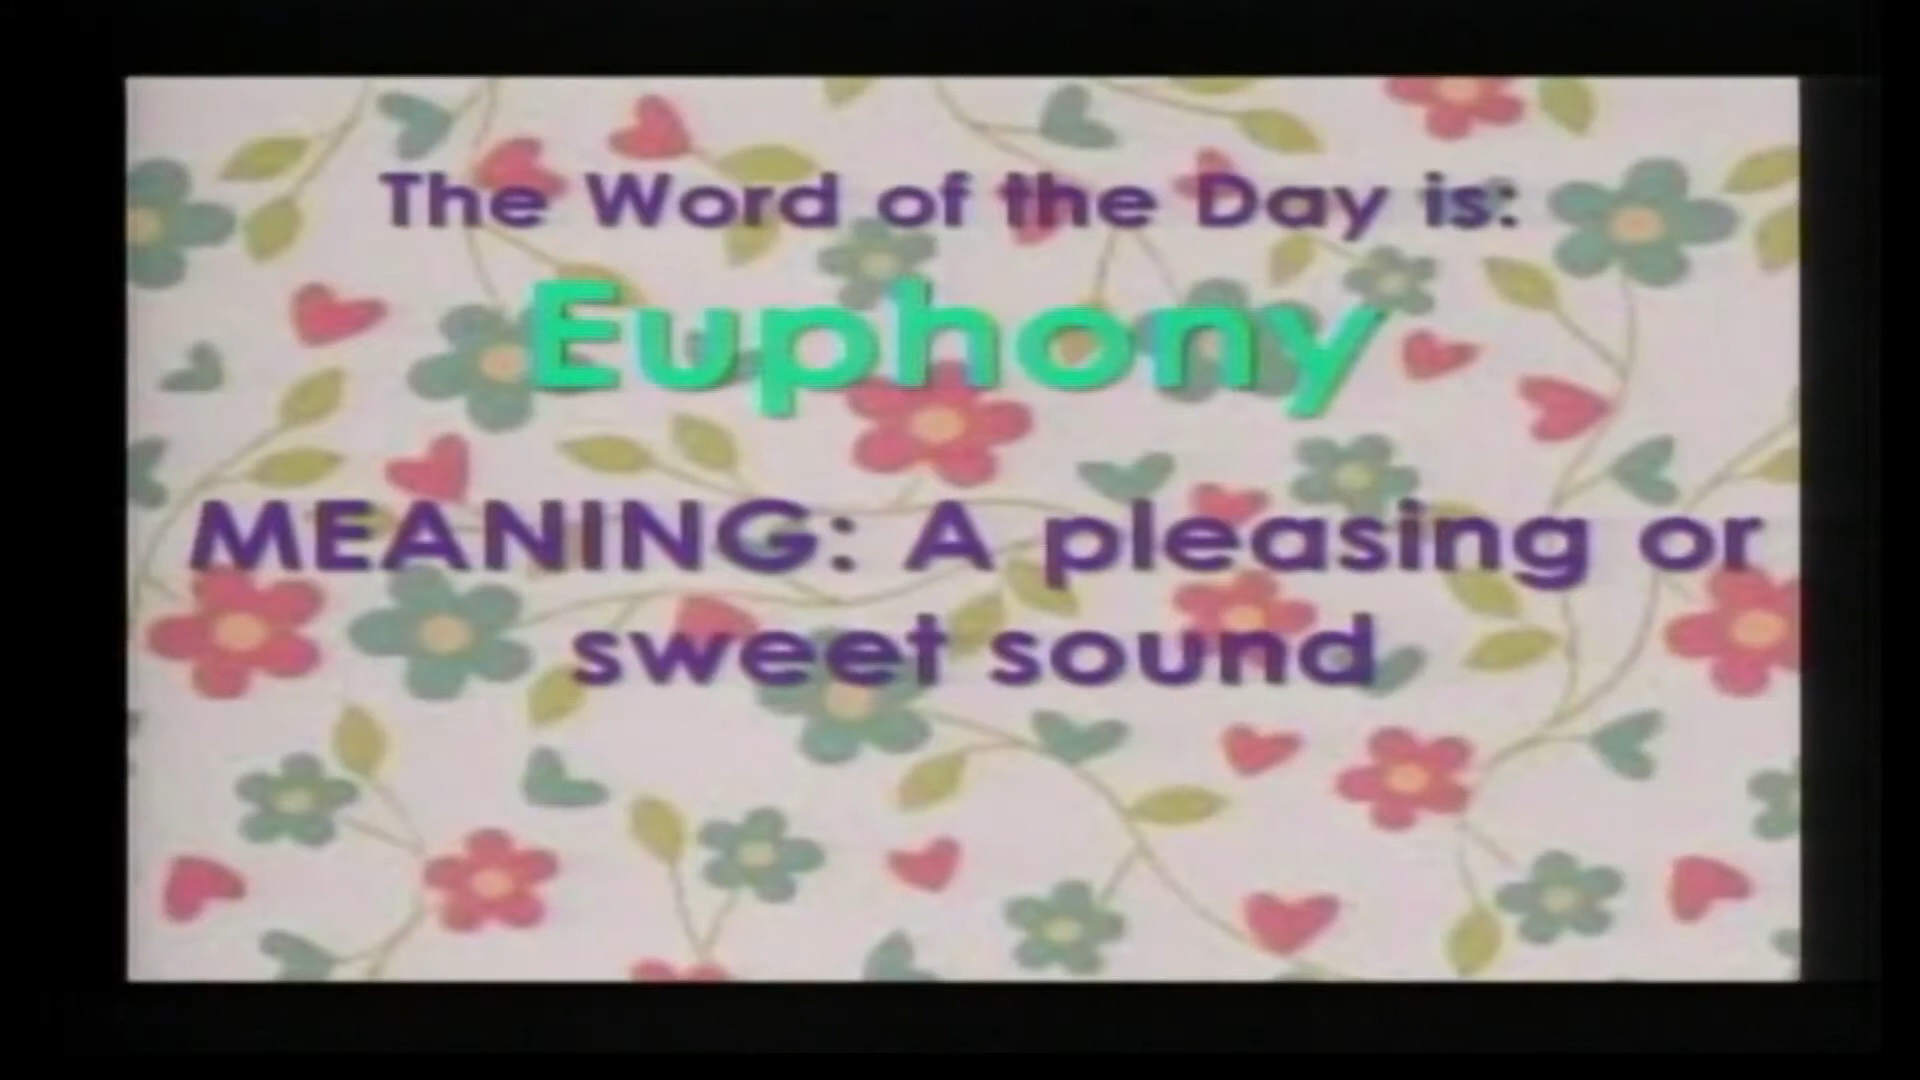 The Word of the Day is:
Euphony
MEANING: A pleasing or
sweet sound